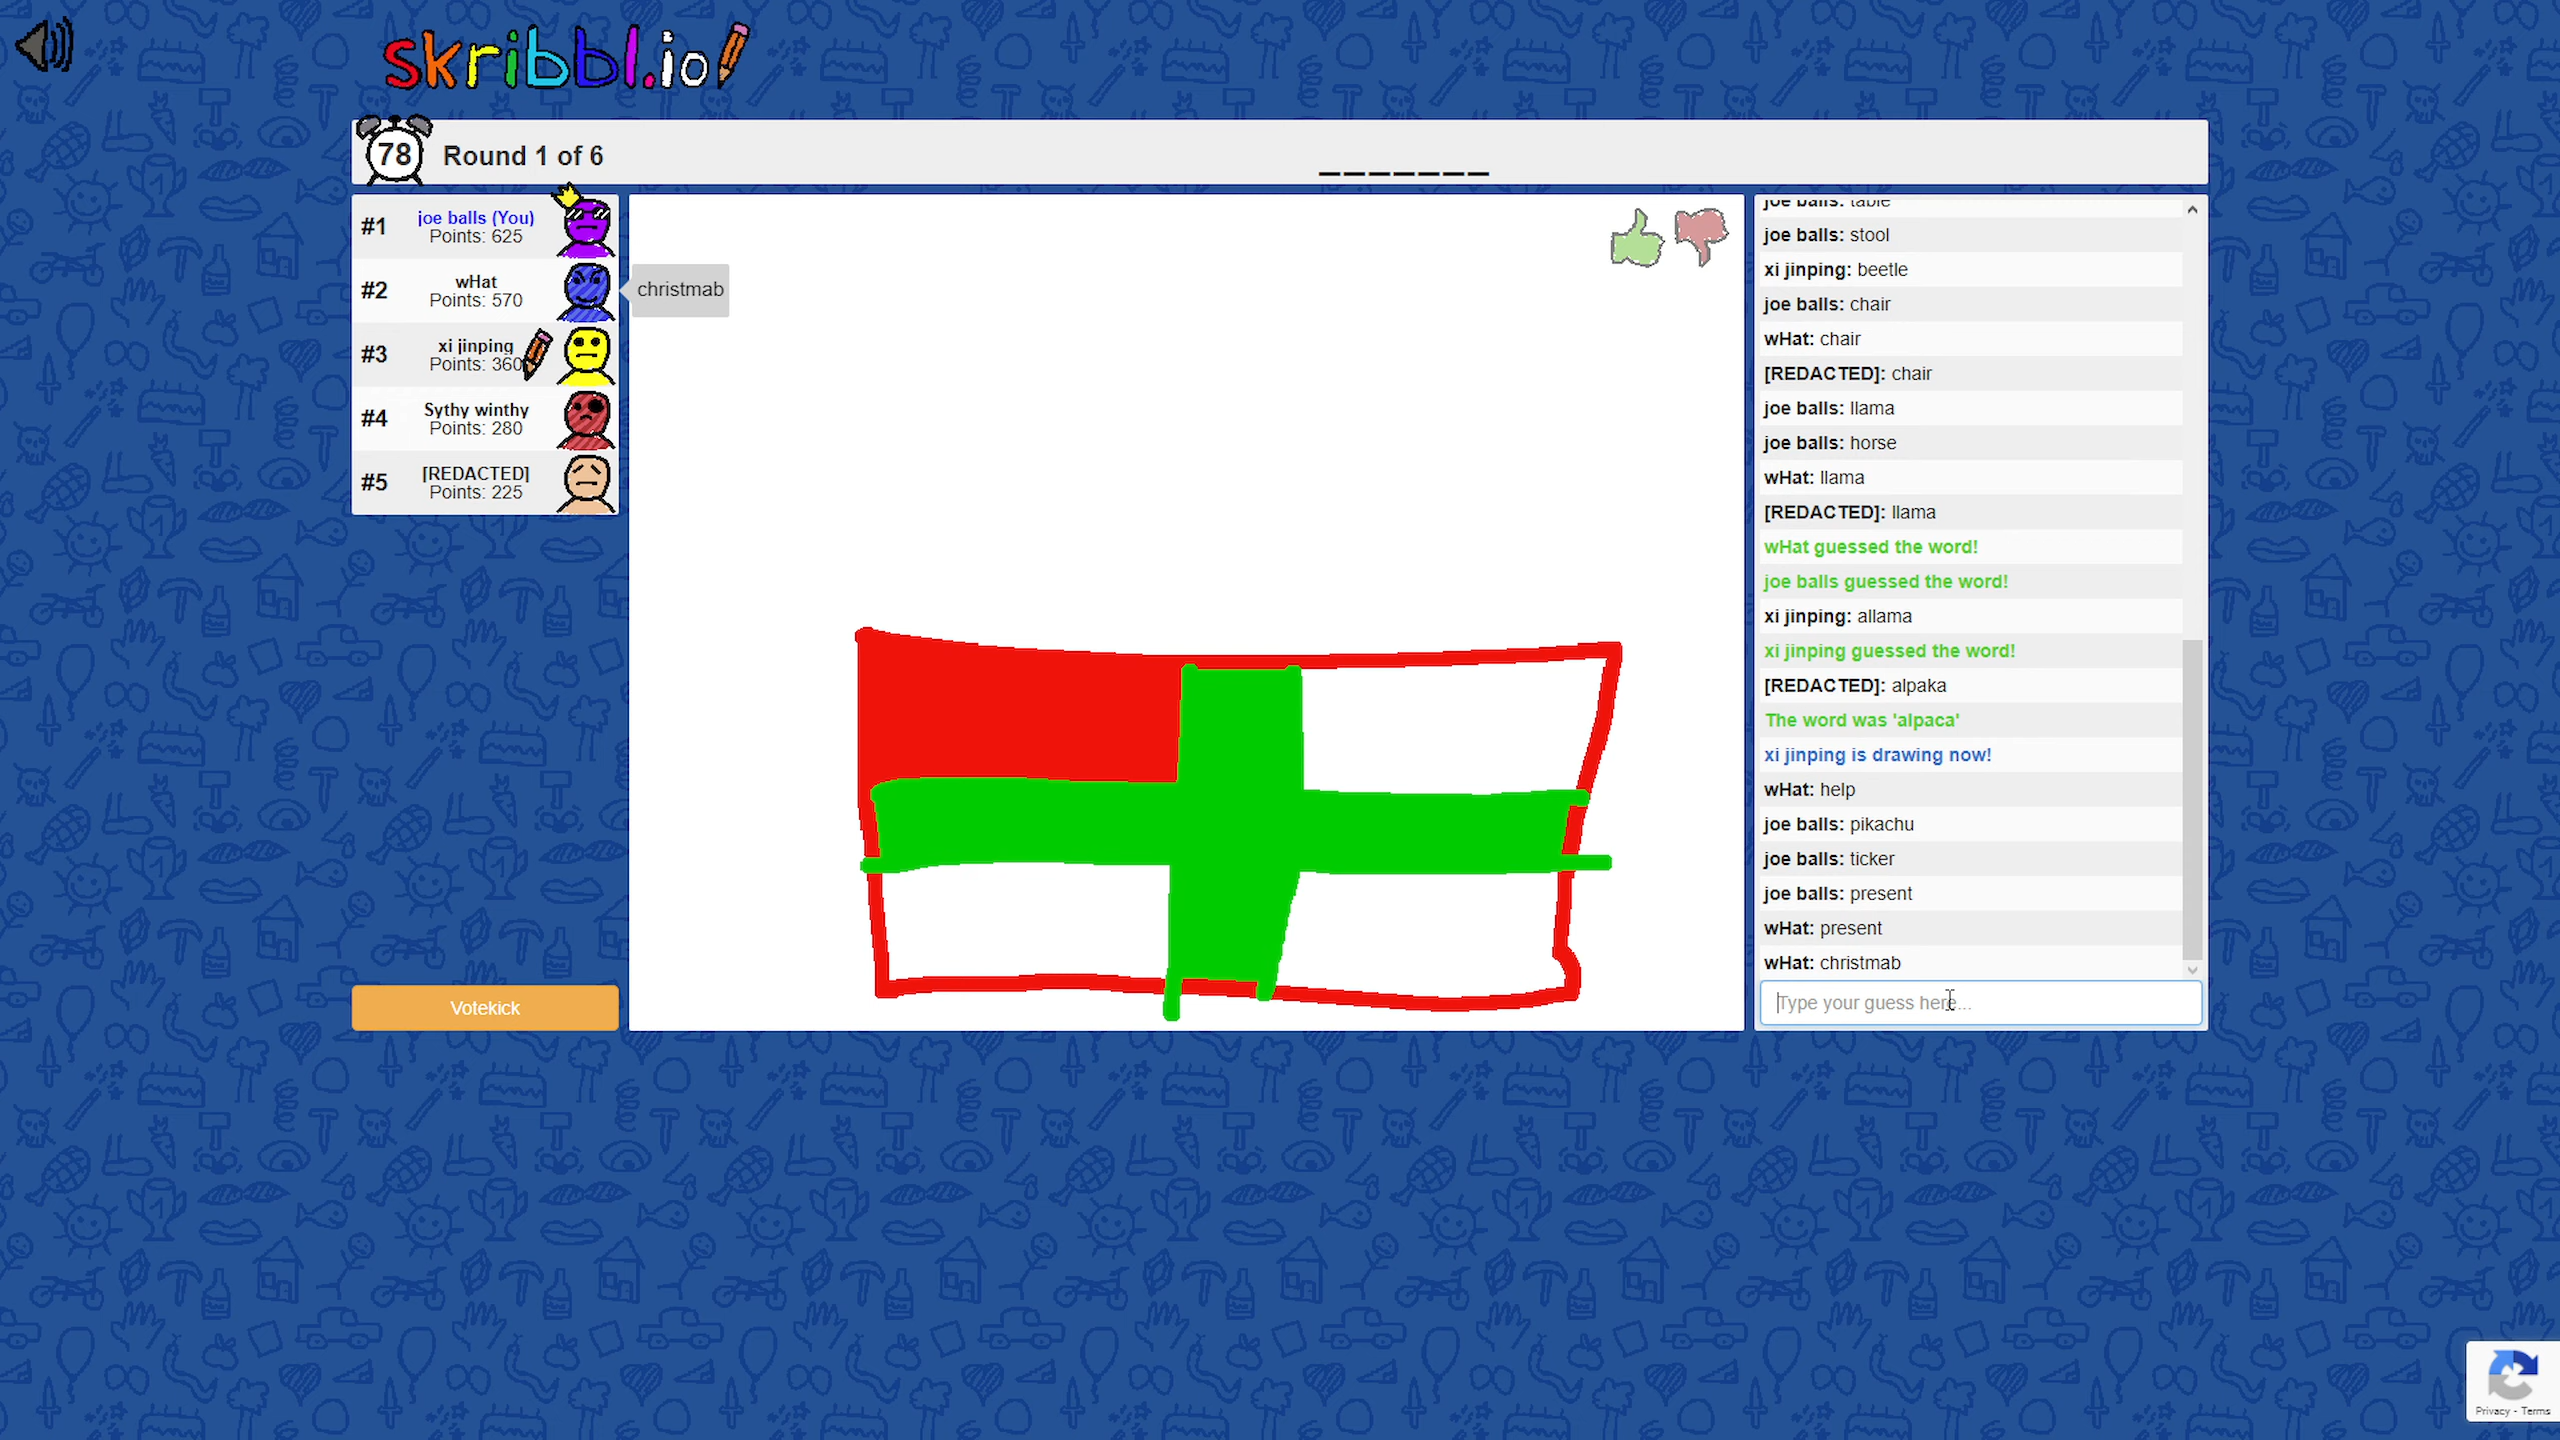 skribbl.io
78 Round 1 of 6
_______
#1 joe balls (You)
Points: 625
#2 wHat
Points: 570
#3 xi jinping
Points: 360
#4 Sythy winthy
Points: 280
#5 [REDACTED]
Points: 225
Votekick
christmab
joe balls: table
joe balls: stool
xi jinping: beetle
joe balls: chair
wHat: chair
[REDACTED]: chair
joe balls: llama
joe balls: horse
wHat: llama
[REDACTED]: llama
wHat guessed the word!
joe balls guessed the word!
xi jinping: allama
xi jinping guessed the word!
[REDACTED]: alpaka
The word was 'alpaca'
xi jinping is drawing now!
wHat: help
joe balls: pikachu
joe balls: ticker
joe balls: present
wHat: present
wHat: christmab
Type your guess here...
Privacy - Terms